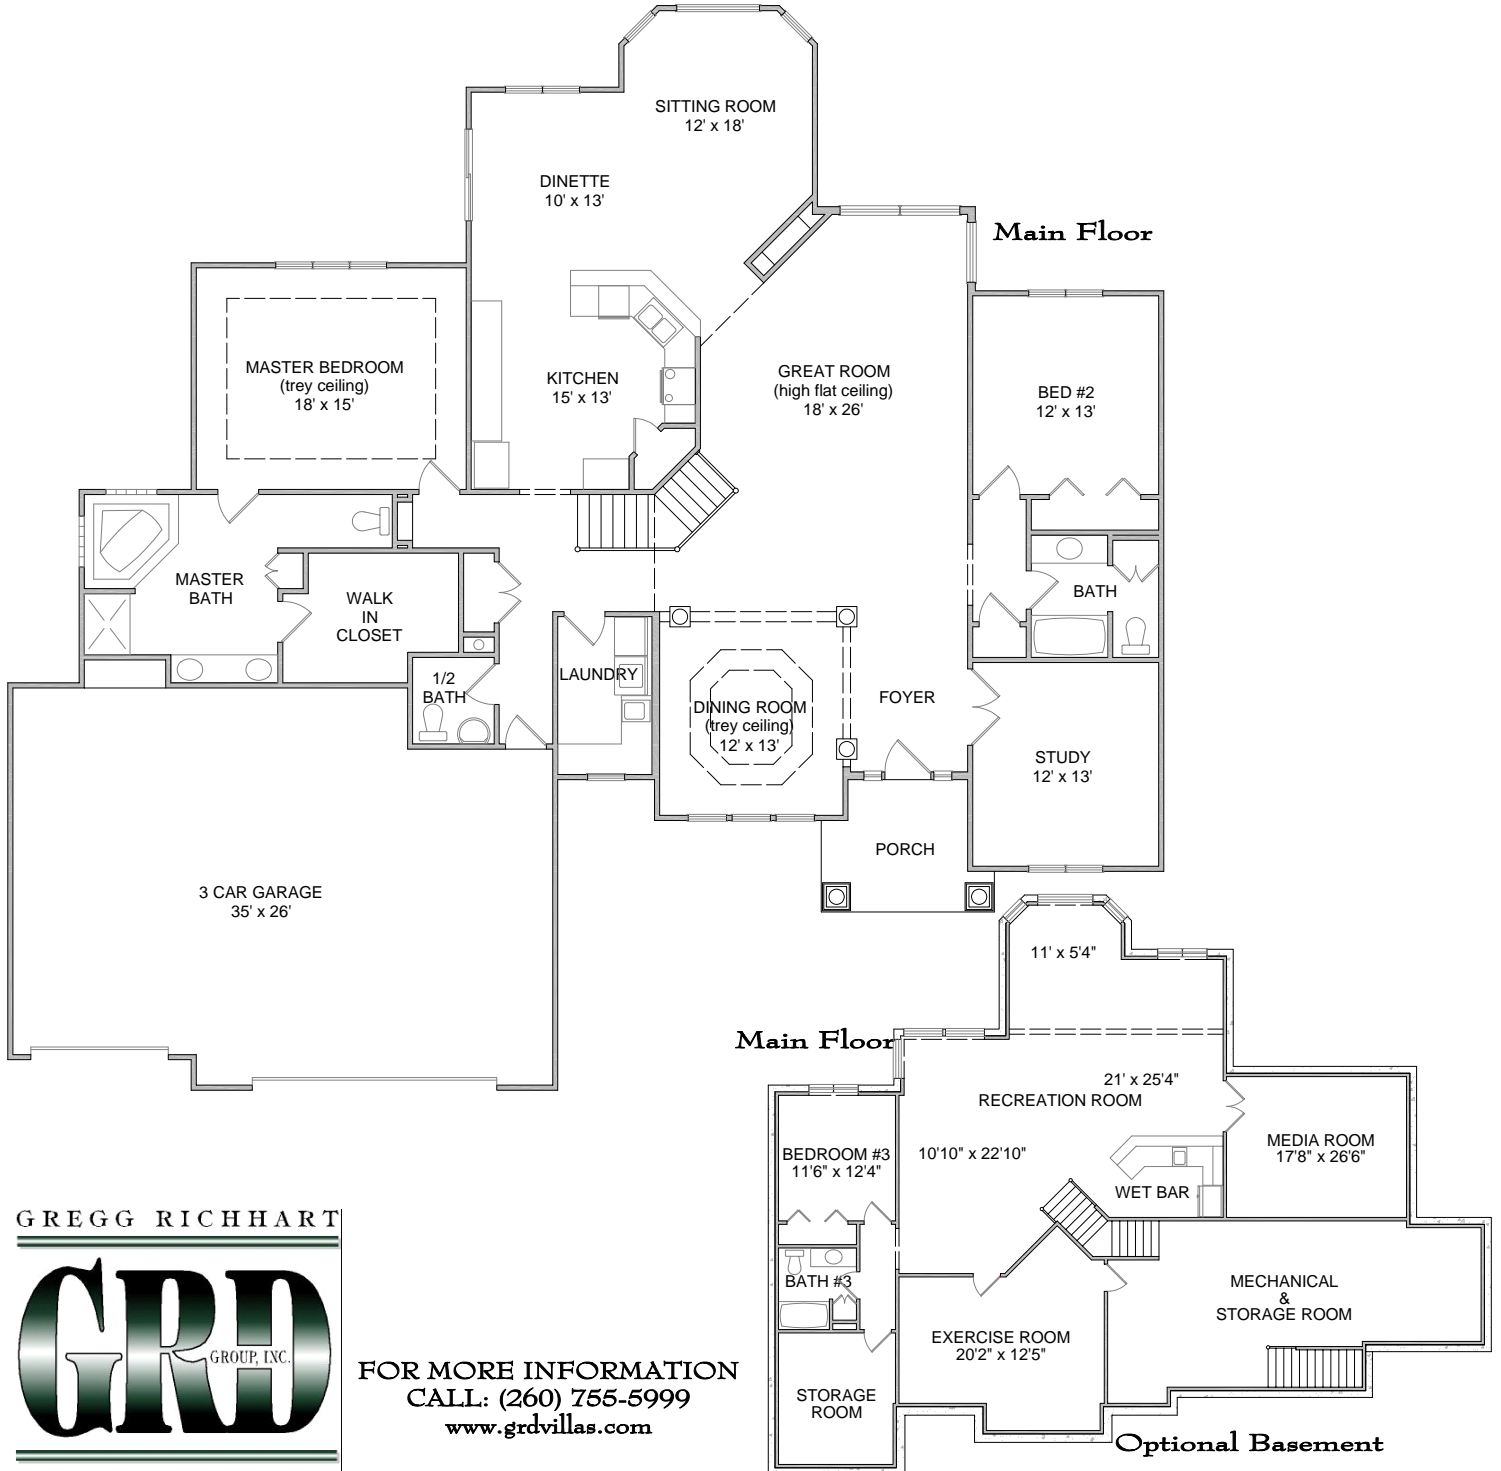 SITTING ROOM
12' x 18'
DINETTE
10' x 13'
Main Floor
MASTER BEDROOM
(trey ceiling)
18' x 15'
KITCHEN
15' x 13'
GREAT ROOM
(high flat ceiling)
18' x 26'
BED #2
12' x 13'
MASTER
BATH
WALK
IN
CLOSET
BATH
1/2
BATH
LAUNDRY
DINING ROOM
(trey ceiling)
12' x 13'
FOYER
STUDY
12' x 13'
PORCH
3 CAR GARAGE
35' x 26'
11' x 5'4"
Main Floor
21' x 25'4"
RECREATION ROOM
10'10" x 22'10"
MEDIA ROOM
17'8" x 26'6"
BEDROOM #3
11'6" x 12'4"
WET BAR
BATH #3
MECHANICAL
&
STORAGE ROOM
EXERCISE ROOM
20'2" x 12'5"
STORAGE
ROOM
Optional Basement
GREGG RICHHART
GRD
GROUP, INC.
FOR MORE INFORMATION
CALL: (260) 755-5999
www.grdvillas.com